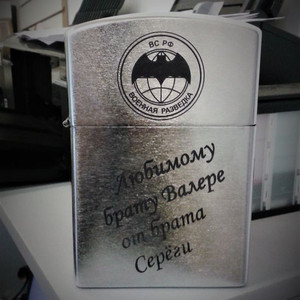 ВС РФ
ВОЕННАЯ РАЗВЕДКА
Любимому
брату Валере
от брата
Серёги